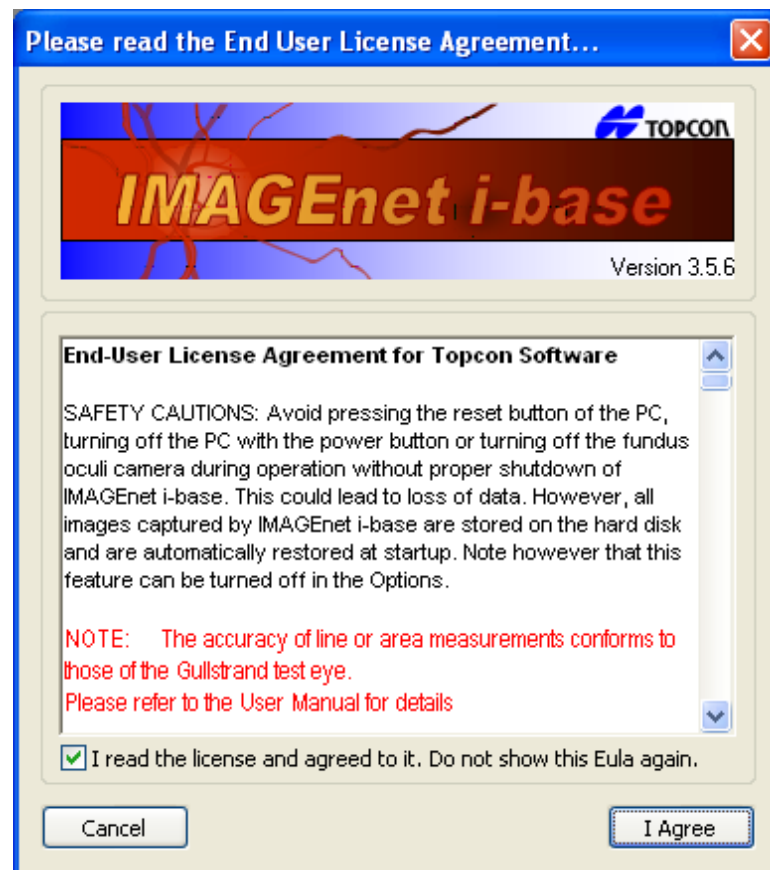 Please read the End User License Agreement...
TOPCON
IMAGEnet i-base
Version 3.5.6
End-User License Agreement for Topcon Software
SAFETY CAUTIONS: Avoid pressing the reset button of the PC,
turning off the PC with the power button or turning off the fundus
oculi camera during operation without proper shutdown of
IMAGEnet i-base. This could lead to loss of data. However, all
images captured by IMAGEnet i-base are stored on the hard disk
and are automatically restored at startup. Note however that this
feature can be turned off in the Options.
NOTE: The accuracy of line or area measurements conforms to
those of the Gullstrand test eye.
Please refer to the User Manual for details
I read the license and agreed to it. Do not show this Eula again.
Cancel
I Agree